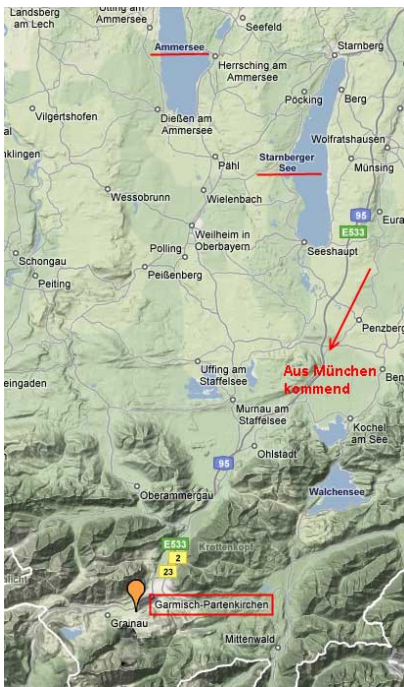 Landsberg
am Lech
Utting am
Ammersee
Seefeld
Ammersee
Herrsching am
Ammersee
Starnberg
Pöcking
Berg
Vilgertshofen
Dießen am
Ammersee
Wolfratshausen
Pähl
Starnberger
See
Münsing
Wessobrunn
Wielenbach
95
E533
Eura
Weilheim in
Oberbayern
Polling
Seeshaupt
Schongau
Peiting
Peißenberg
Penzberg
Aus München
kommend
Uffing am
Staffelsee
eingaden
Ben
Murnau am
Staffelsee
Kochel
am See
Ohlstadt
95
Oberammergau
Walchensee
E533
2
23
Krottenkopf
Garmisch-Partenkirchen
Grainau
Mittenwald